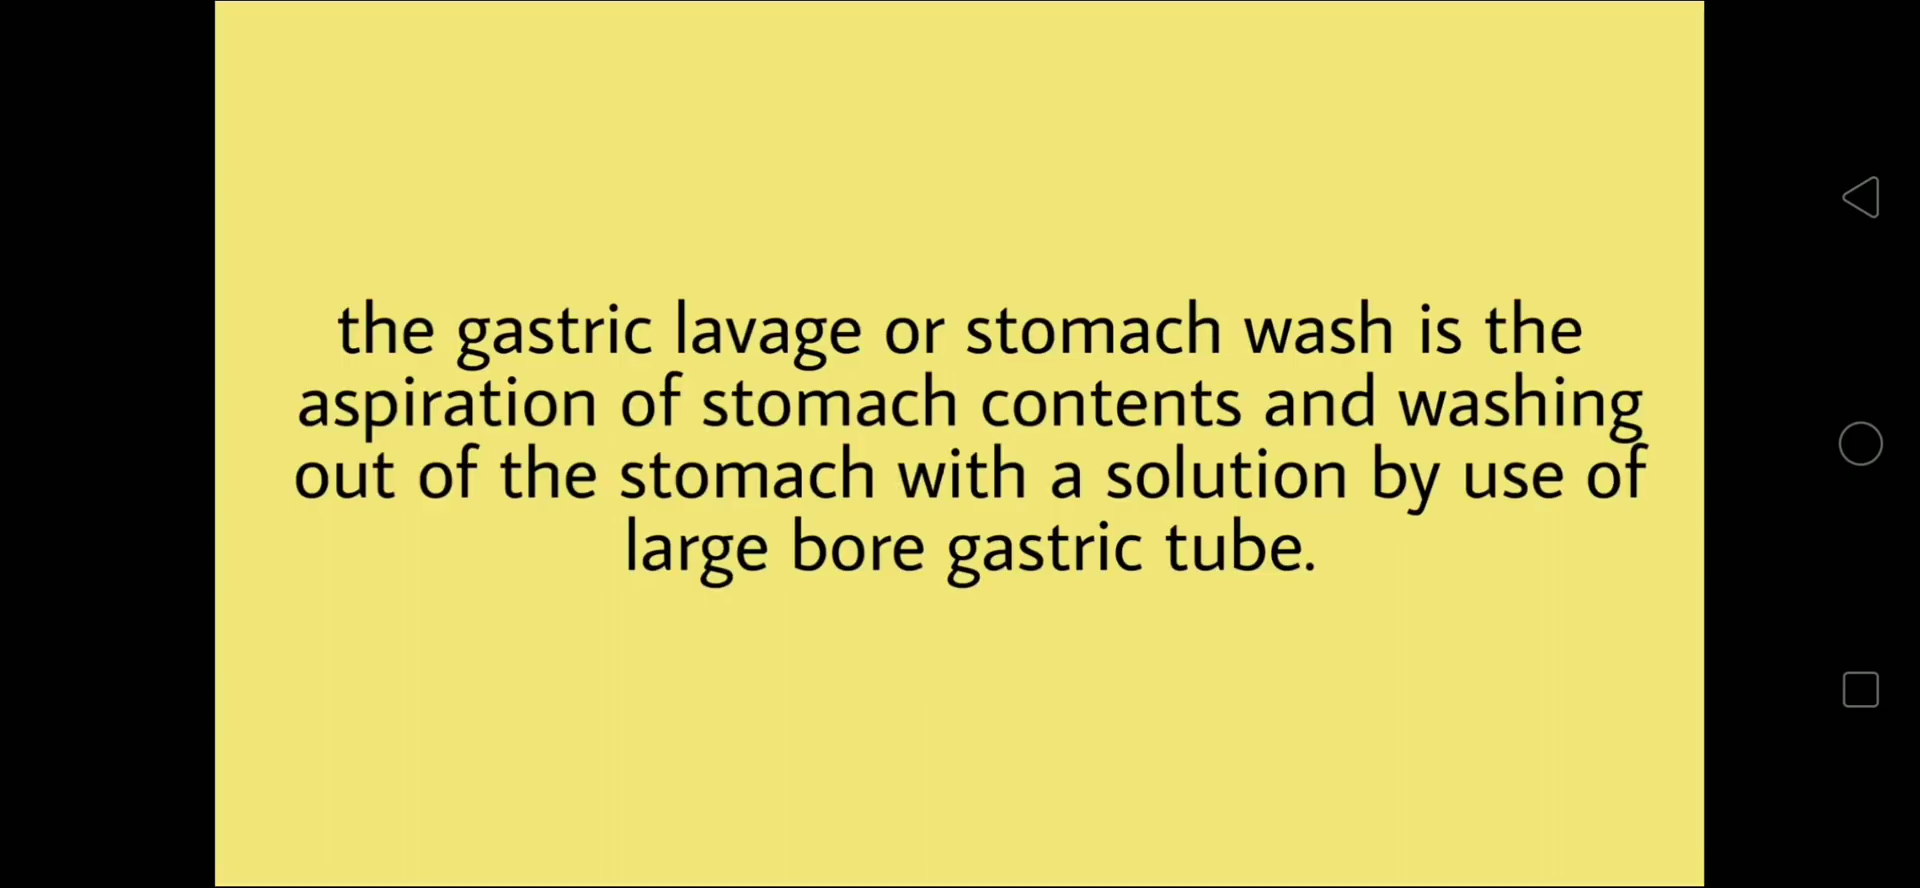 the gastric lavage or stomach wash is the
aspiration of stomach contents and washing
out of the stomach with a solution by use of
large bore gastric tube.